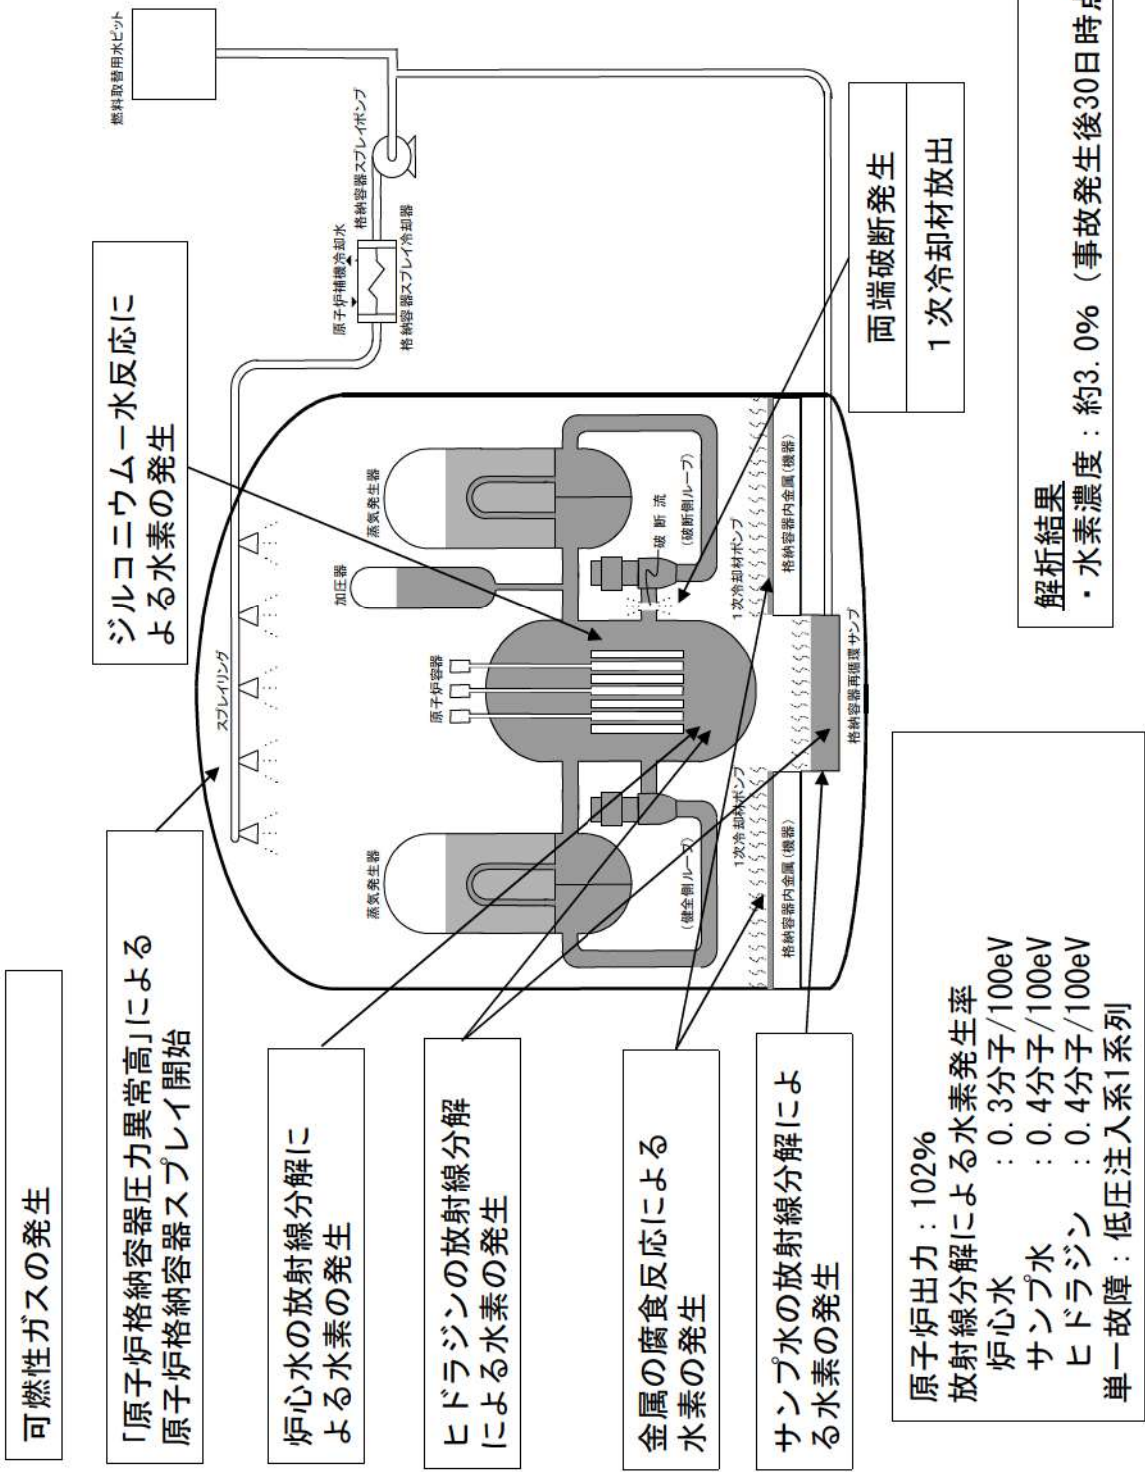 可燃性ガスの発生
「原子炉格納容器圧力異常高」による
原子炉格納容器スプレイ開始
ジルコニウムー水反応に
よる水素の発生
燃料取替用水ピット
原子炉補機冷却水
格納容器スプレイポンプ
格納容器スプレイ冷却器
スプレイリング
炉心水の放射線分解に
よる水素の発生
蒸気発生器
原子炉容器
加圧器
蒸気発生器
ヒドラジンの放射線分解
による水素の発生
(健全側ループ)
破断流
(破断側ループ)
両端破断発生
1次冷却材放出
金属の腐食反応による
水素の発生
1次冷却材ポンプ
1次冷却材ポンプ
格納容器内金属(機器)
格納容器内金属(機器)
格納容器再循環サンプ
サンプ水の放射線分解によ
る水素の発生
原子炉出力:102%
放射線分解による水素発生率
炉心水 :0.3分子/100eV
サンプ水 :0.4分子/100eV
ヒドラジン :0.4分子/100eV
単一故障:低圧注入系1系列
解析結果
・水素濃度:約3.0% (事故発生後30日時点